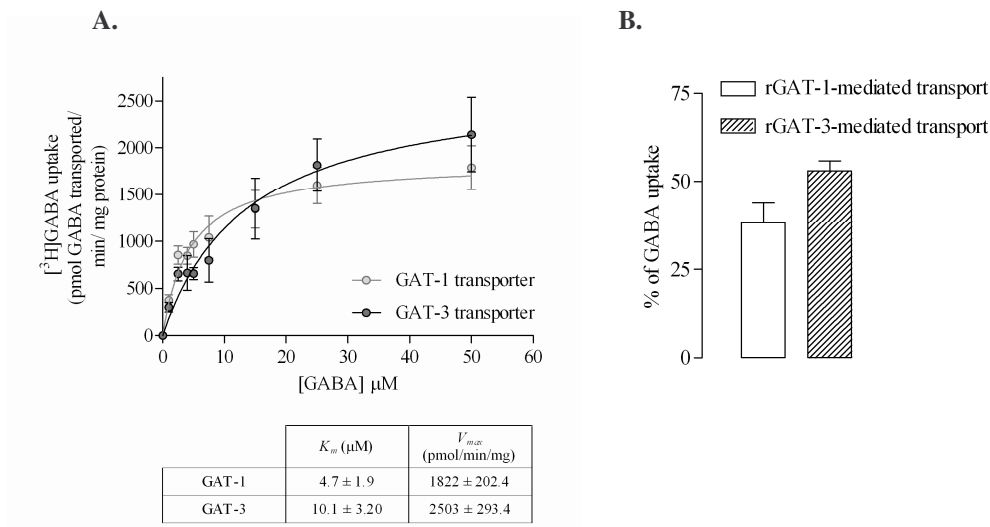 A.
B.
[³H]GABA uptake
(pmol GABA transported/
min/ mg protein)
2500
2000
1500
1000
500
0
0 10 20 30 40 50 60
[GABA] μM
GAT-1 transporter
GAT-3 transporter
% of GABA uptake
75
50
25
0
rGAT-1-mediated transport
rGAT-3-mediated transport
Km (μM) Vmax
(pmol/min/mg)
GAT-1 4.7 ± 1.9 1822 ± 202.4
GAT-3 10.1 ± 3.20 2503 ± 293.4